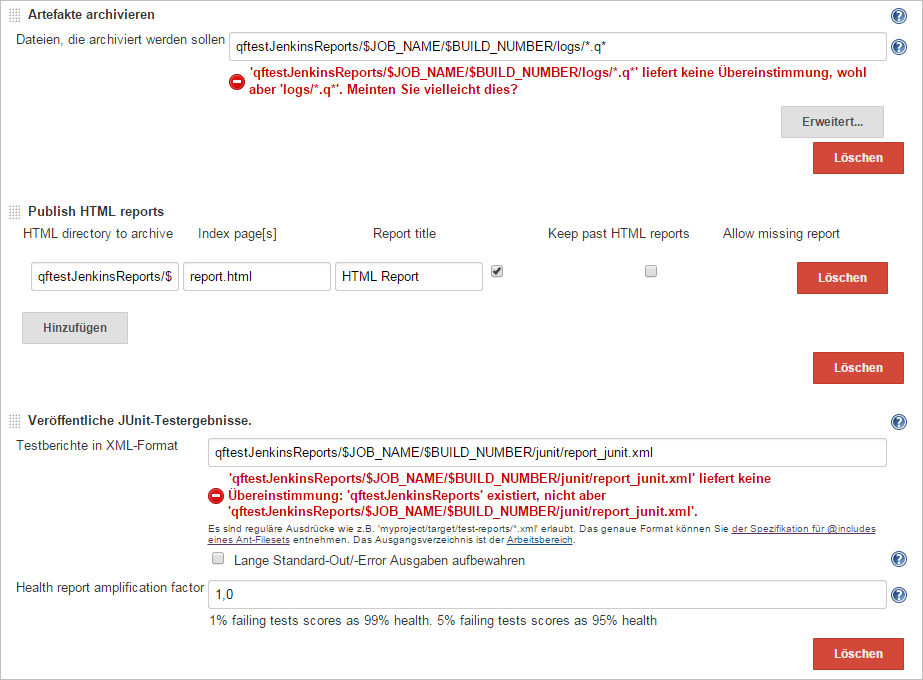 Artefakte archivieren
Dateien, die archiviert werden sollen
qftestJenkinsReports/$JOB_NAME/$BUILD_NUMBER/logs/*.q*
'qftestJenkinsReports/$JOB_NAME/$BUILD_NUMBER/logs/*.q*' liefert keine Übereinstimmung, wohl
aber 'logs/*.q*'. Meinten Sie vielleicht dies?
Erweitert...
Löschen
Publish HTML reports
HTML directory to archive Index page[s] Report title Keep past HTML reports Allow missing report
qftestJenkinsReports/$ report.html HTML Report Löschen
Hinzufügen
Löschen
Veröffentliche JUnit-Testergebnisse.
Testberichte in XML-Format
qftestJenkinsReports/$JOB_NAME/$BUILD_NUMBER/junit/report_junit.xml
'qftestJenkinsReports/$JOB_NAME/$BUILD_NUMBER/junit/report_junit.xml' liefert keine
Übereinstimmung: 'qftestJenkinsReports' existiert, nicht aber
'qftestJenkinsReports/$JOB_NAME/$BUILD_NUMBER/junit/report_junit.xml'.
Es sind reguläre Ausdrücke wie z.B. 'myproject/target/test-reports/*.xml' erlaubt. Das genaue Format können Sie der Spezifikation für @includes
eines Ant-Filesets entnehmen. Das Ausgangsverzeichnis ist der Arbeitsbereich.
Lange Standard-Out/-Error Ausgaben aufbewahren
Health report amplification factor
1,0
1% failing tests scores as 99% health. 5% failing tests scores as 95% health
Löschen